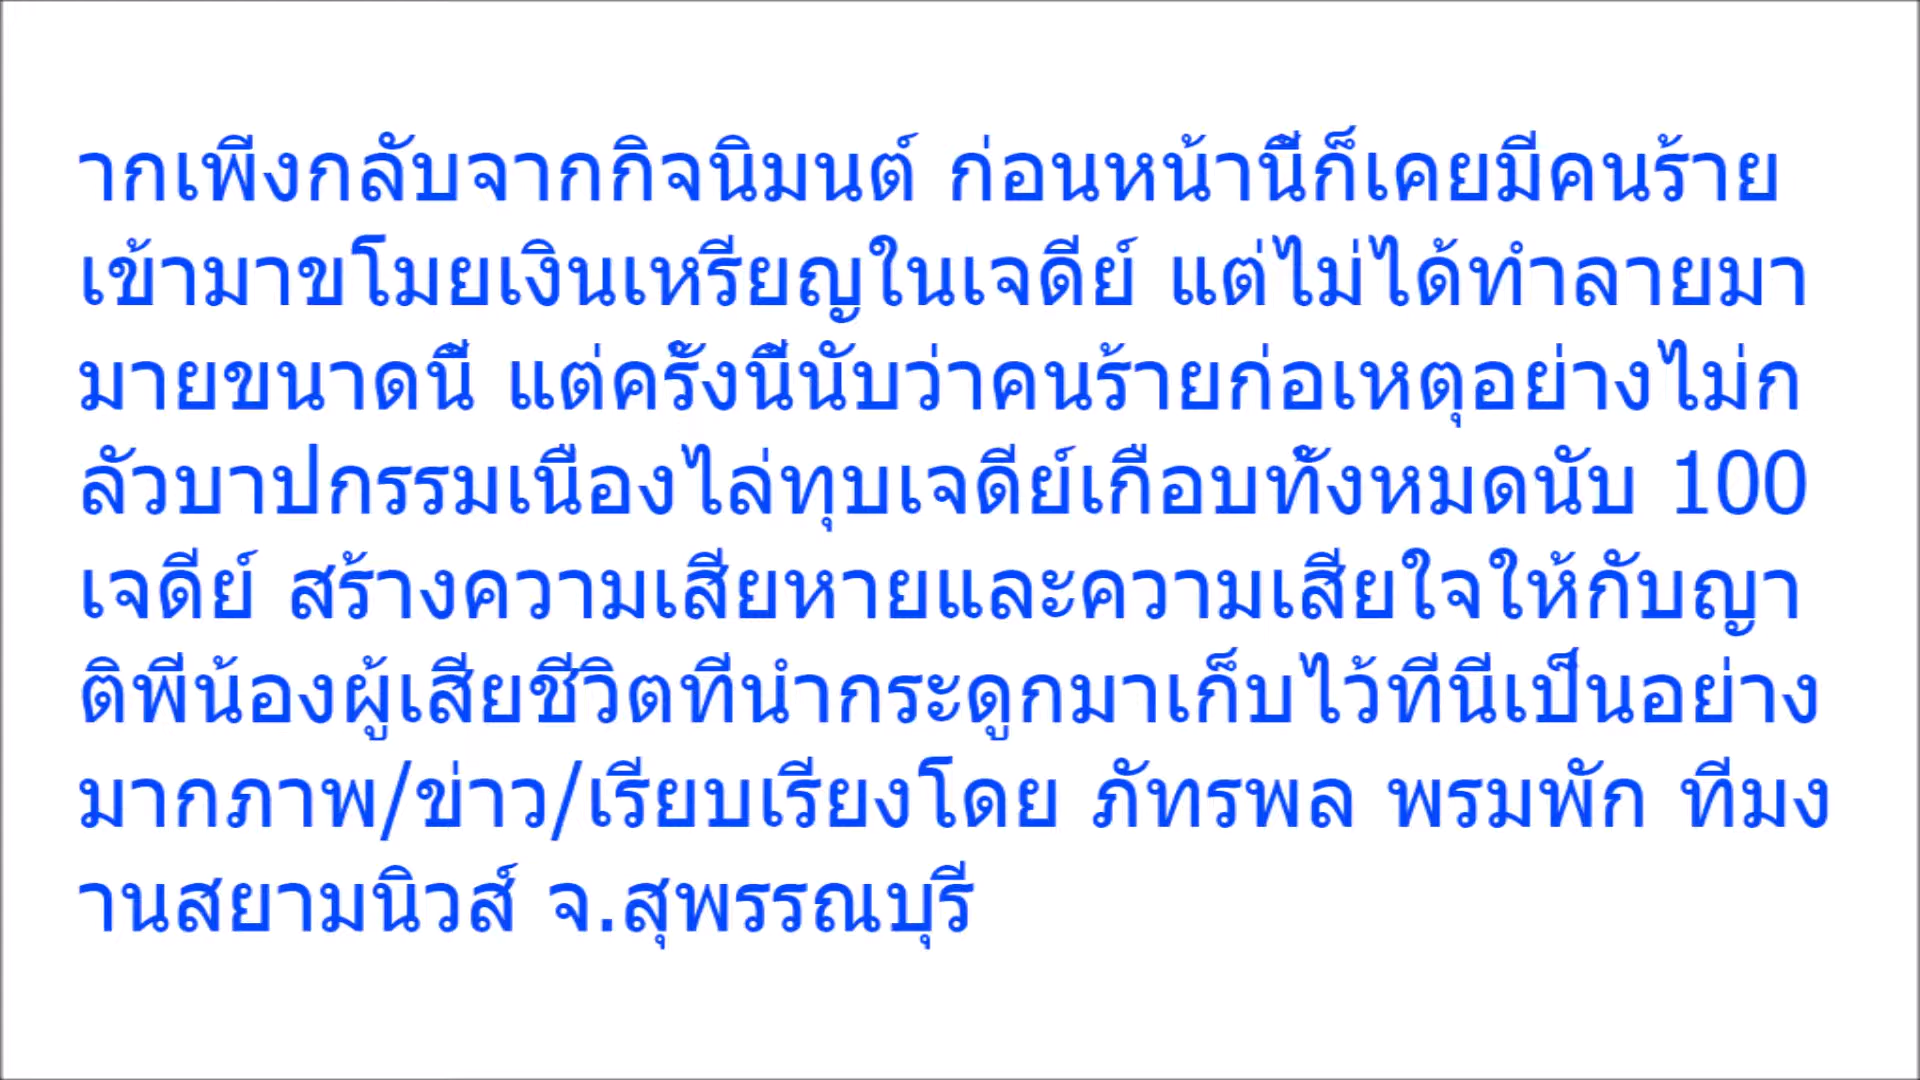 ากเพิ่งกลับจากกิจนิมนต์ ก่อนหน้านี้ก็เคยมีคนร้าย
เข้ามาขโมยเงินเหรียญในเจดีย์ แต่ไม่ได้ทำลายมา
มายขนาดนี้ แต่ครั้งนี้นับว่าคนร้ายก่อเหตุอย่างไม่ก
ลัวบาปกรรมเนื่องไล่ทุบเจดีย์เกือบทั้งหมดนับ 100
เจดีย์ สร้างความเสียหายและความเสียใจให้กับญา
ติพี่น้องผู้เสียชีวิตที่นำกระดูกมาเก็บไว้ที่นี่เป็นอย่าง
มากภาพ/ข่าว/เรียบเรียงโดย ภัทรพล พรมพัก ทีมง
านสยามนิวส์ จ.สุพรรณบุรี